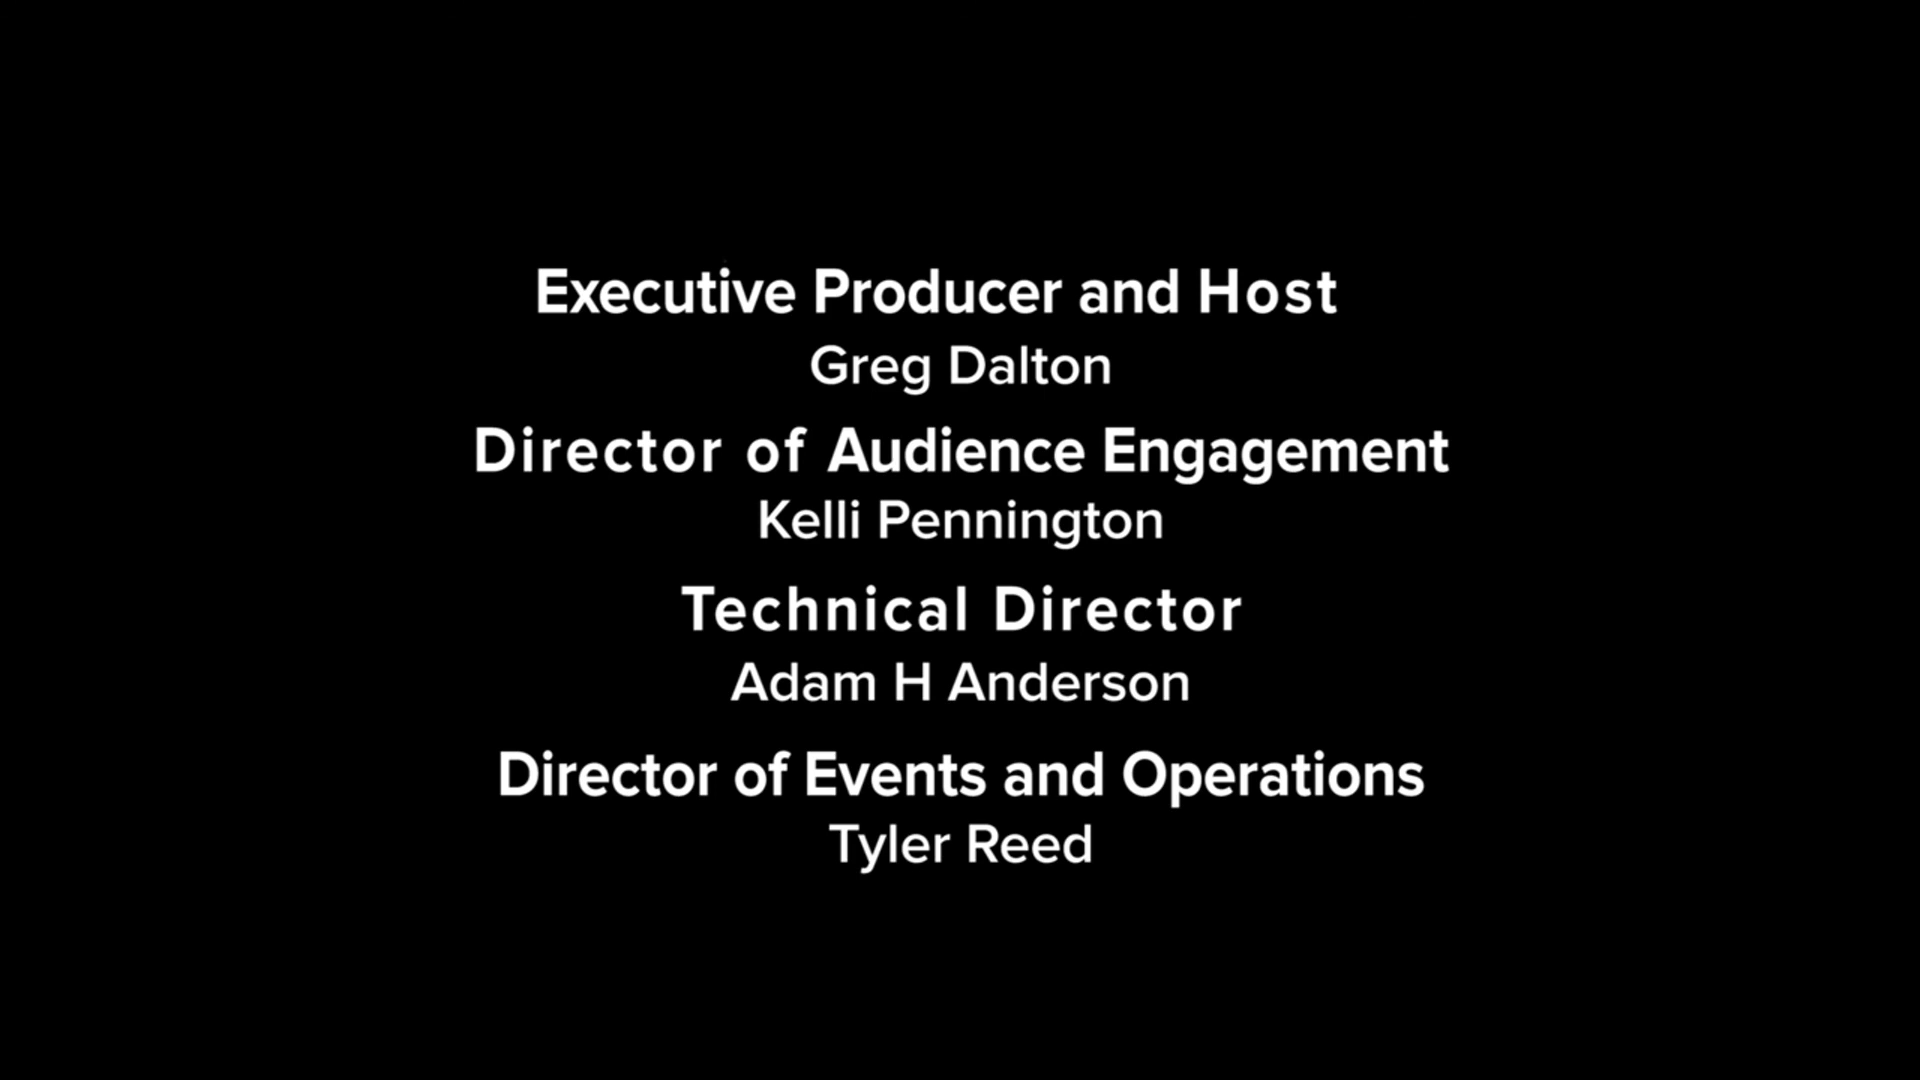 Executive Producer and Host
Greg Dalton
Director of Audience Engagement
Kelli Pennington
Technical Director
Adam H Anderson
Director of Events and Operations
Tyler Reed